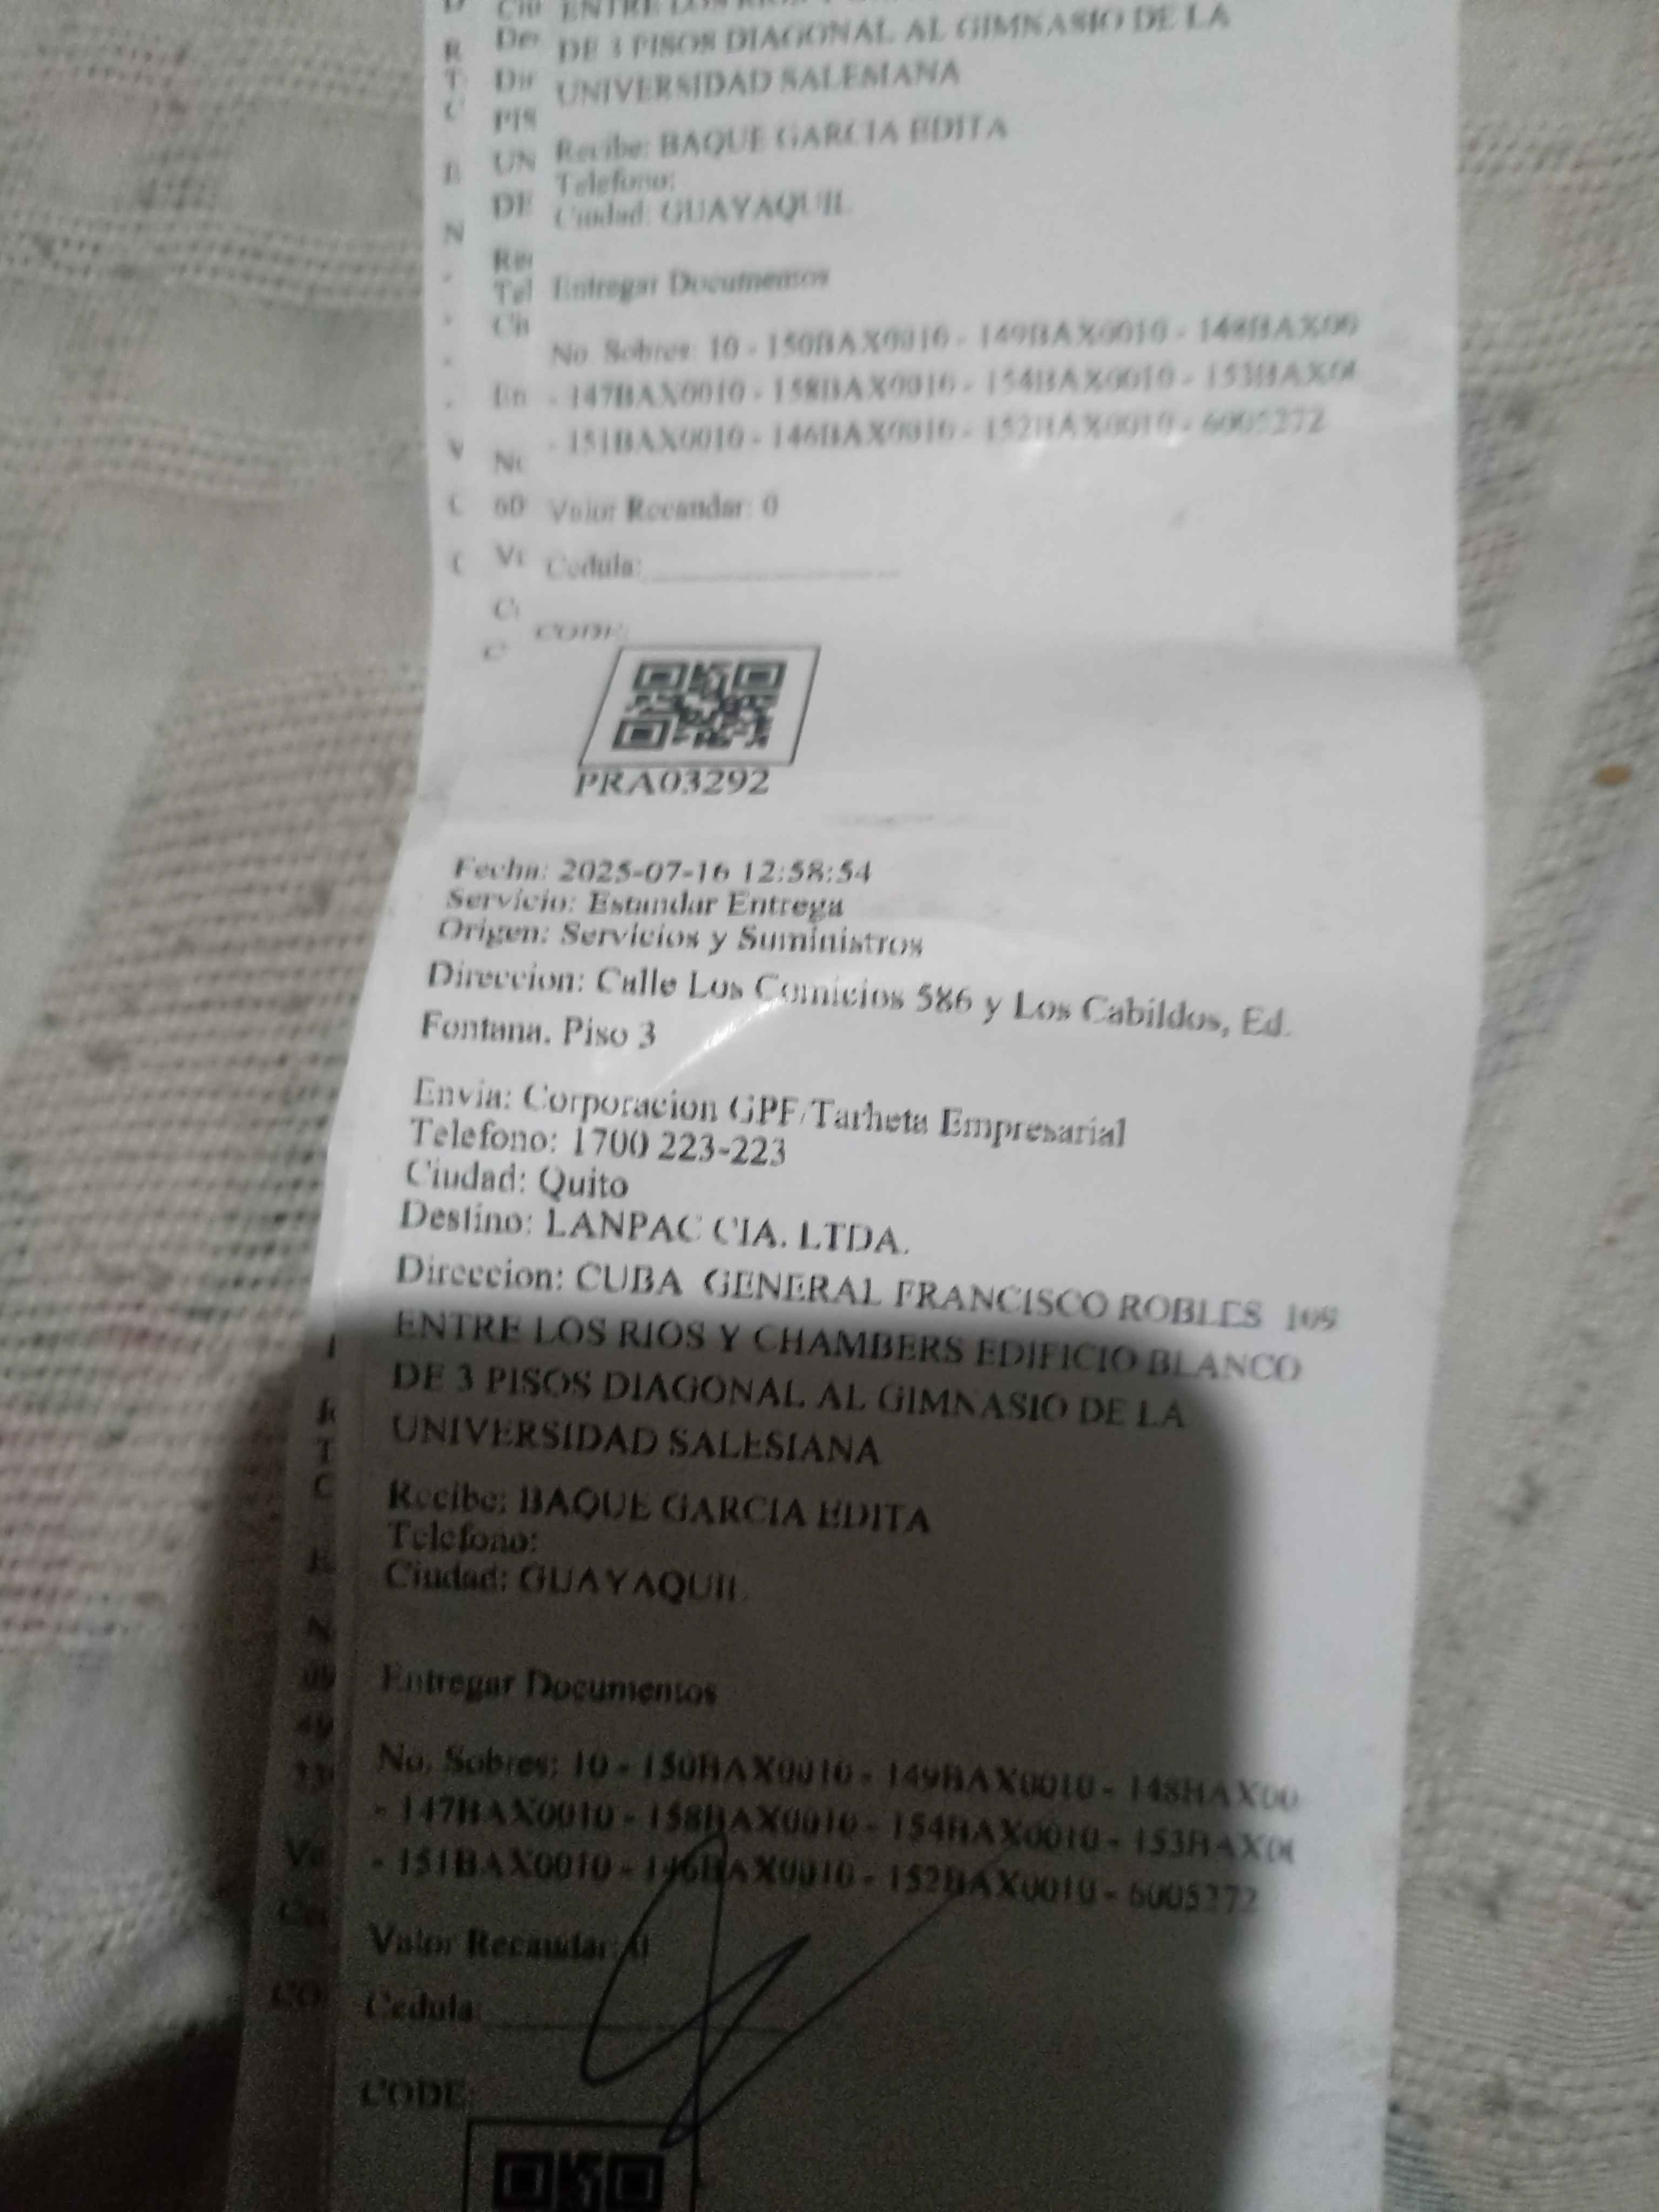 DE 3 PISOS DIAGONAL AL GIMNASIO DE LA
UNIVERSIDAD SALESIANA
Recibe: BAQUE GARCIA EDITA
Telefono:
Ciudad: GUAYAQUIL
Entregar Documentos
No. Sobres: 10 - 150BAX0010 - 149BAX0010 - 148BAX00
- 147BAX0010 - 158BAX0010 - 154BAX0010 - 153BAX0
- 151BAX0010 - 146BAX0010 - 152BAX0010 - 6005272
Valor Recaudar: 0
Cedula:
CODE:
PRA03292
Fecha: 2025-07-16 12:58:54
Servicio: Estandar Entrega
Origen: Servicios y Suministros
Direccion: Calle Los Comicios 586 y Los Cabildos, Ed.
Fontana. Piso 3
Envia: Corporacion GPF/Tarheta Empresarial
Telefono: 1700 223-223
Ciudad: Quito
Destino: LANPAC CIA. LTDA.
Direccion: CUBA GENERAL FRANCISCO ROBLES 109
ENTRE LOS RIOS Y CHAMBERS EDIFICIO BLANCO
DE 3 PISOS DIAGONAL AL GIMNASIO DE LA
UNIVERSIDAD SALESIANA
Recibe: BAQUE GARCIA EDITA
Telefono:
Ciudad: GUAYAQUIL
Entregar Documentos
No. Sobres: 10 - 150BAX0010 - 149BAX0010 - 148BAX00
- 147BAX0010 - 158BAX0010 - 154BAX0010 - 153BAX0
- 151BAX0010 - 146BAX0010 - 152BAX0010 - 6005272
Valor Recaudar: 0
Cedula:
CODE: